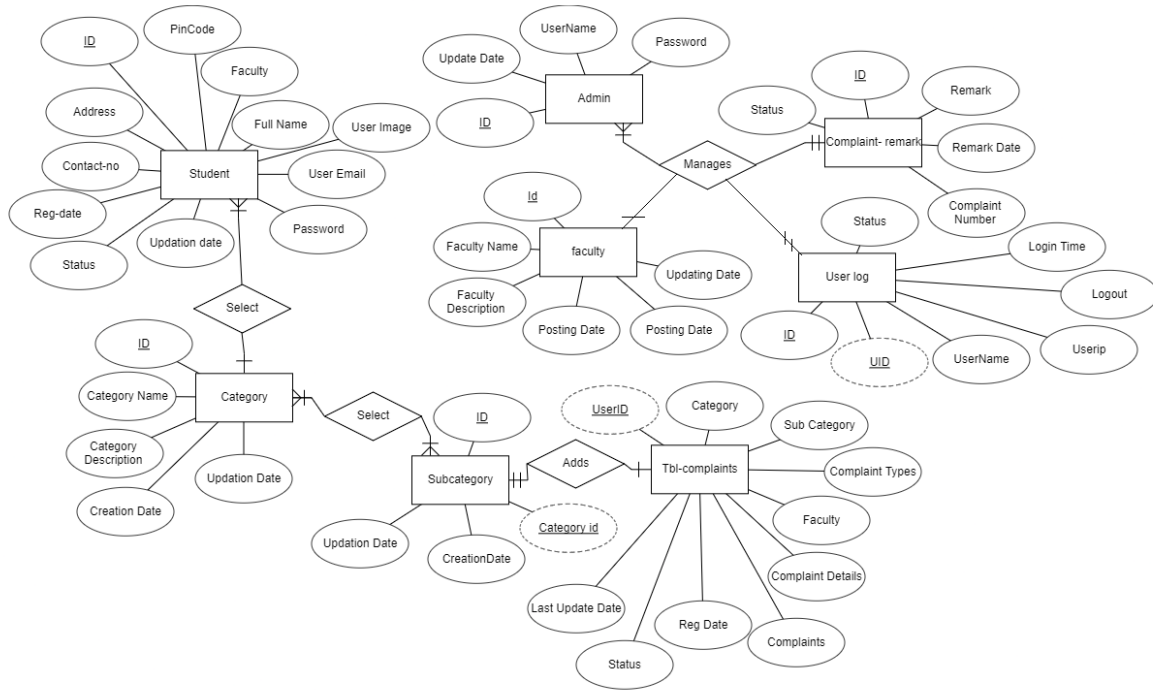 PinCode
ID
Faculty
Address
Full Name
User Image
Contact-no
Student
User Email
Reg-date
Updation date
Password
Status
Select
UserName
Update Date
Password
Admin
ID
ID
Status
Remark
Complaint- remark
Remark Date
Complaint
Number
Manages
Id
Faculty Name
faculty
Updating Date
Faculty
Description
Posting Date
Posting Date
Status
Login Time
User log
Logout
ID
UID
UserName
Userip
ID
Category Name
Category
Category
Description
Updation Date
Creation Date
Select
ID
Subcategory
Category id
Updation Date
CreationDate
Adds
UserID
Category
Sub Category
Tbl-complaints
Complaint Types
Faculty
Complaint Details
Last Update Date
Reg Date
Complaints
Status